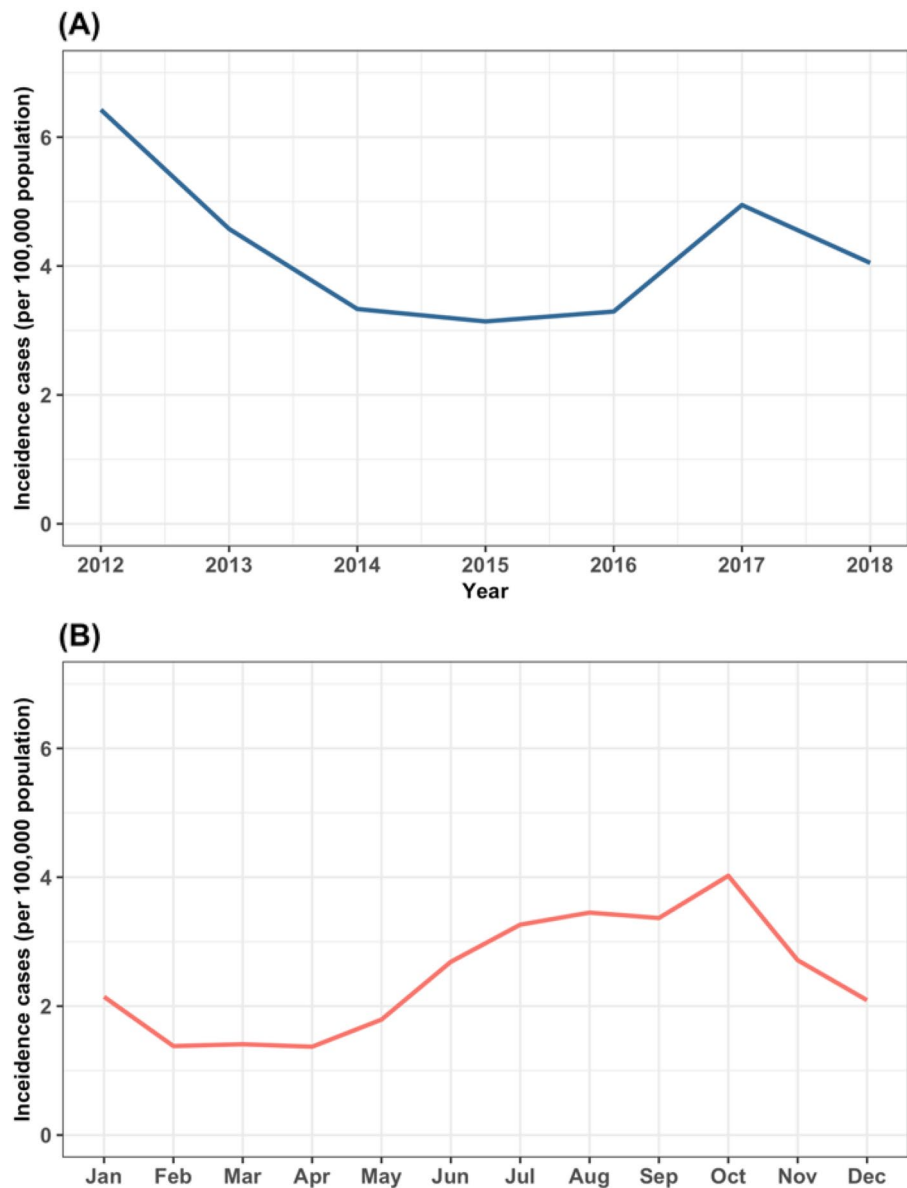 (A)
Inceidence cases (per 100,000 population)
6
4
2
0
2012 2013 2014 2015 2016 2017 2018
Year
(B)
Inceidence cases (per 100,000 population)
6
4
2
0
Jan Feb Mar Apr May Jun Jul Aug Sep Oct Nov Dec